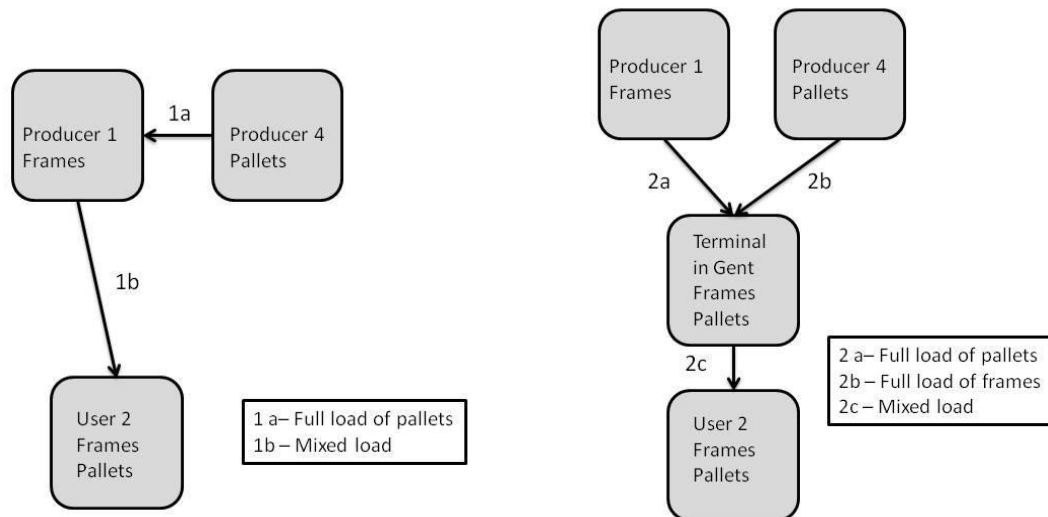 1a
Producer 1
Frames
Producer 4
Pallets
1b
User 2
Frames
Pallets
1 a– Full load of pallets
1b – Mixed load
Producer 1
Frames
Producer 4
Pallets
2a
2b
Terminal
in Gent
Frames
Pallets
2c
User 2
Frames
Pallets
2 a– Full load of pallets
2b – Full load of frames
2c – Mixed load